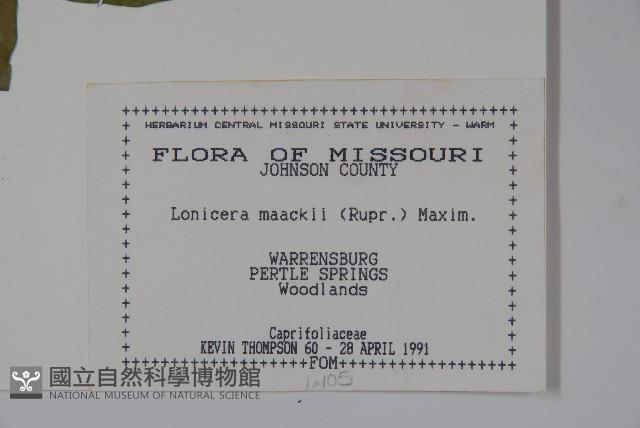 HERBARIUM CENTRAL MISSOURI STATE UNIVERSITY - WARM
FLORA OF MISSOURI
JOHNSON COUNTY
Lonicera maackii (Rupr.) Maxim.
WARRENSBURG
PERTLE SPRINGS
Woodlands
Caprifoliaceae
KEVIN THOMPSON 60 - 28 APRIL 1991
FOM
1405
國立自然科學博物館
NATIONAL MUSEUM OF NATURAL SCIENCE